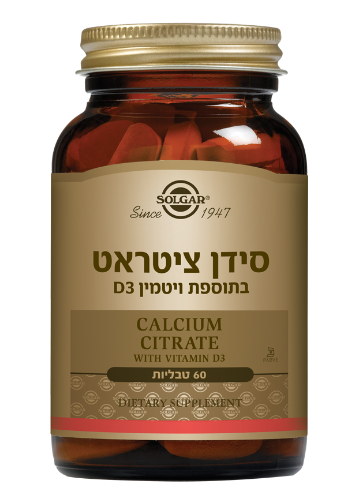 SOLGAR®
Since 1947
סידן ציטראט
בתוספת ויטמין D3
CALCIUM
CITRATE
WITH VITAMIN D3
60 טבליות
DIETARY SUPPLEMENT